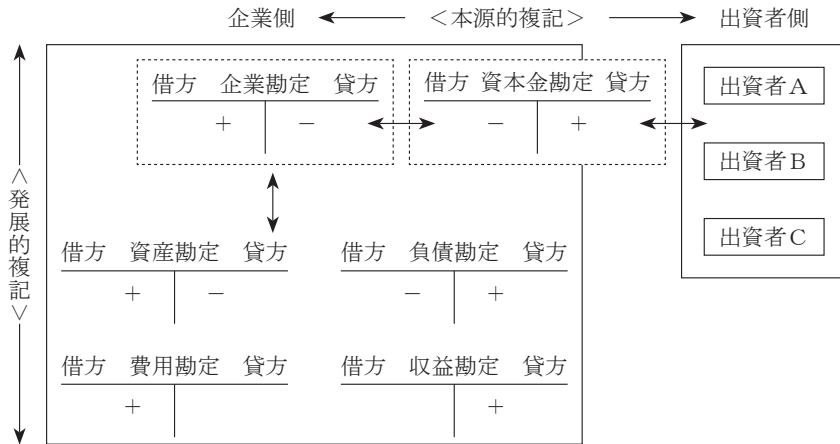 企業側 <本源的複記> 出資者側
借方 企業勘定 貸方 借方 資本金勘定 貸方 出資者A
+ − − +
出資者B
<発展的複記>
出資者C
借方 資産勘定 貸方 借方 負債勘定 貸方
+ − − +
借方 費用勘定 貸方 借方 収益勘定 貸方
+ +